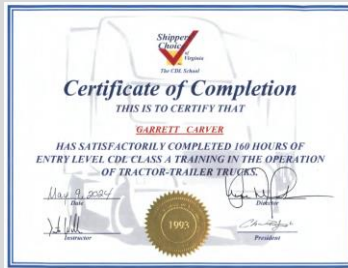 Shippers
Choice
of
Virginia
The CDL School
Certificate of Completion
THIS IS TO CERTIFY THAT
GARRETT CARVER
HAS SATISFACTORILY COMPLETED 160 HOURS OF
ENTRY LEVEL CDL CLASS A TRAINING IN THE OPERATION
OF TRACTOR-TRAILER TRUCKS.
May 9, 2024
Date
Director
1993
Instructor
President